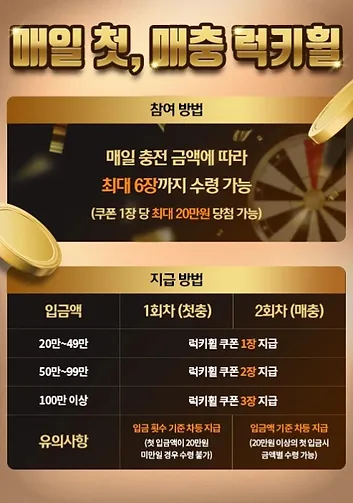 매일 첫, 매충 럭키휠
참여 방법
매일 충전 금액에 따라
최대 6장까지 수령 가능
(쿠폰 1장 당 최대 20만원 당첨 가능)
지급 방법
입금액 1회차 (첫충) 2회차 (매충)
20만~49만 럭키휠 쿠폰 1장 지급
50만~99만 럭키휠 쿠폰 2장 지급
100만 이상 럭키휠 쿠폰 3장 지급
유의사항
입금 횟수 기준 차등 지급
(첫 입금액이 20만원
미만일 경우 수령 불가)
입금액 기준 차등 지급
(20만원 이상의 첫 입금시
금액별 수령 가능)